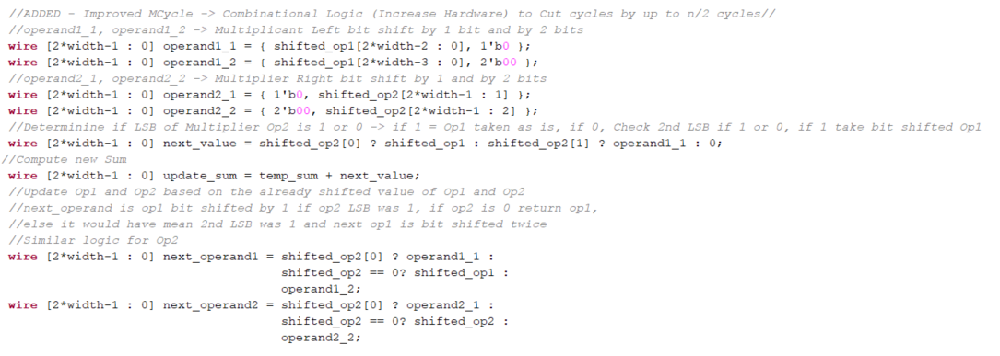 //ADDED - Improved MCycle -> Combinational Logic (Increase Hardware) to Cut cycles by up to n/2 cycles//
//operand1_1, operand1_2 -> Multiplicant Left bit shift by 1 bit and by 2 bits
wire [2*width-1 : 0] operand1_1 = { shifted_op1[2*width-2 : 0], 1'b0 };
wire [2*width-1 : 0] operand1_2 = { shifted_op1[2*width-3 : 0], 2'b00 };
//operand2_1, operand2_2 -> Multiplier Right bit shift by 1 and by 2 bits
wire [2*width-1 : 0] operand2_1 = { 1'b0, shifted_op2[2*width-1 : 1] };
wire [2*width-1 : 0] operand2_2 = { 2'b00, shifted_op2[2*width-1 : 2] };
//Determinine if LSB of Multiplier Op2 is 1 or 0 -> if 1 = Op1 taken as is, if 0, Check 2nd LSB if 1 or 0, if 1 take bit shifted Op1
wire [2*width-1 : 0] next_value = shifted_op2[0] ? shifted_op1 : shifted_op2[1] ? operand1_1 : 0;
//Compute new Sum
wire [2*width-1 : 0] update_sum = temp_sum + next_value;
//Update Op1 and Op2 based on the already shifted value of Op1 and Op2
//next_operand is op1 bit shifted by 1 if op2 LSB was 1, if op2 is 0 return op1,
//else it would have mean 2nd LSB was 1 and next op1 is bit shifted twice
//Similar logic for Op2
wire [2*width-1 : 0] next_operand1 = shifted_op2[0] ? operand1_1 :
shifted_op2 == 0? shifted_op1 :
operand1_2;
wire [2*width-1 : 0] next_operand2 = shifted_op2[0] ? operand2_1 :
shifted_op2 == 0? shifted_op2 :
operand2_2;